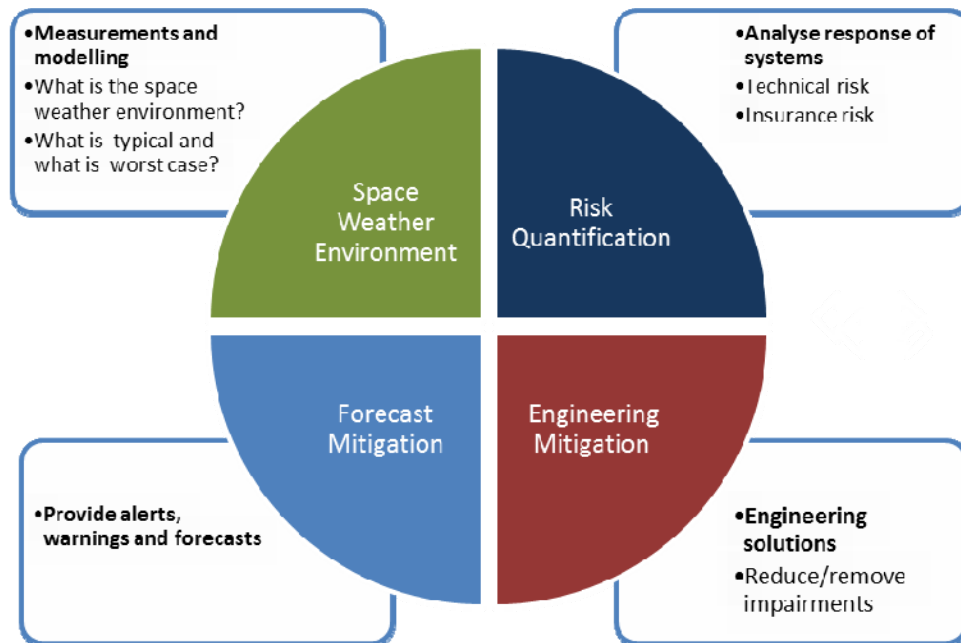 •Measurements and
modelling
•What is the space
weather environment?
•What is typical and
what is worst case?
•Analyse response of
systems
•Technical risk
•Insurance risk
Space
Weather
Environment
Risk
Quantification
Forecast
Mitigation
Engineering
Mitigation
•Provide alerts,
warnings and forecasts
•Engineering
solutions
•Reduce/remove
impairments